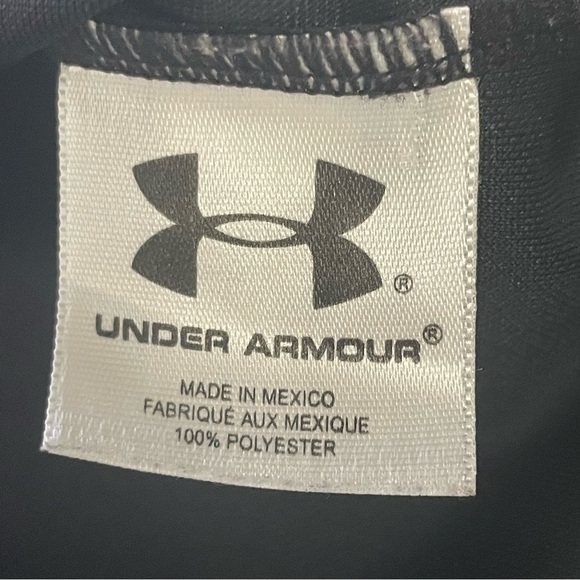 ®
UNDER ARMOUR®
MADE IN MEXICO
FABRIQUÉ AUX MEXIQUE
100% POLYESTER